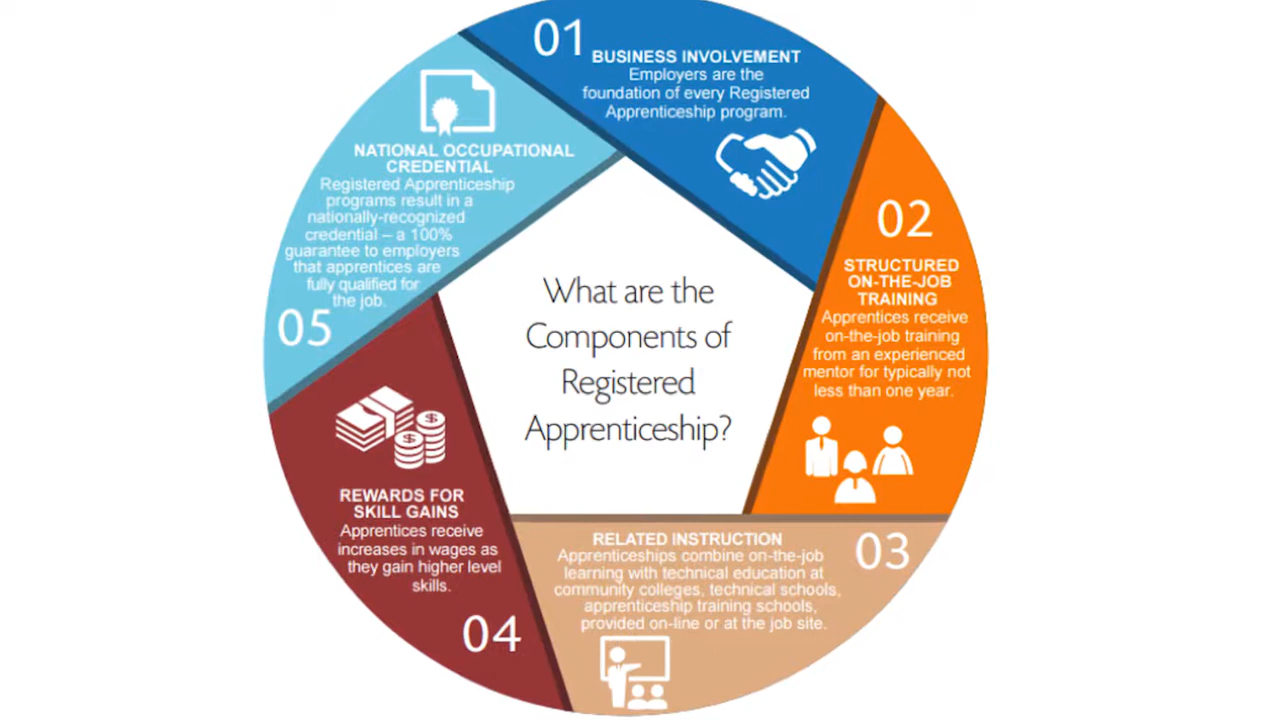 01
BUSINESS INVOLVEMENT
Employers are the
foundation of every Registered
Apprenticeship program.
02
STRUCTURED
ON-THE-JOB
TRAINING
Apprentices receive
on-the-job training
from an experienced
mentor for typically not
less than one year.
RELATED INSTRUCTION
03
Apprenticeships combine on-the-job
learning with technical education at
community colleges, technical schools,
apprenticeship training schools,
provided on-line or at the job site.
$
$
REWARDS FOR
SKILL GAINS
Apprentices receive
increases in wages as
they gain higher level
skills.
04
NATIONAL OCCUPATIONAL
CREDENTIAL
Registered Apprenticeship
programs result in a
nationally-recognized
credential – a 100%
guarantee to employers
that apprentices are
fully qualified for
the job.
05
What are the
Components of
Registered
Apprenticeship?